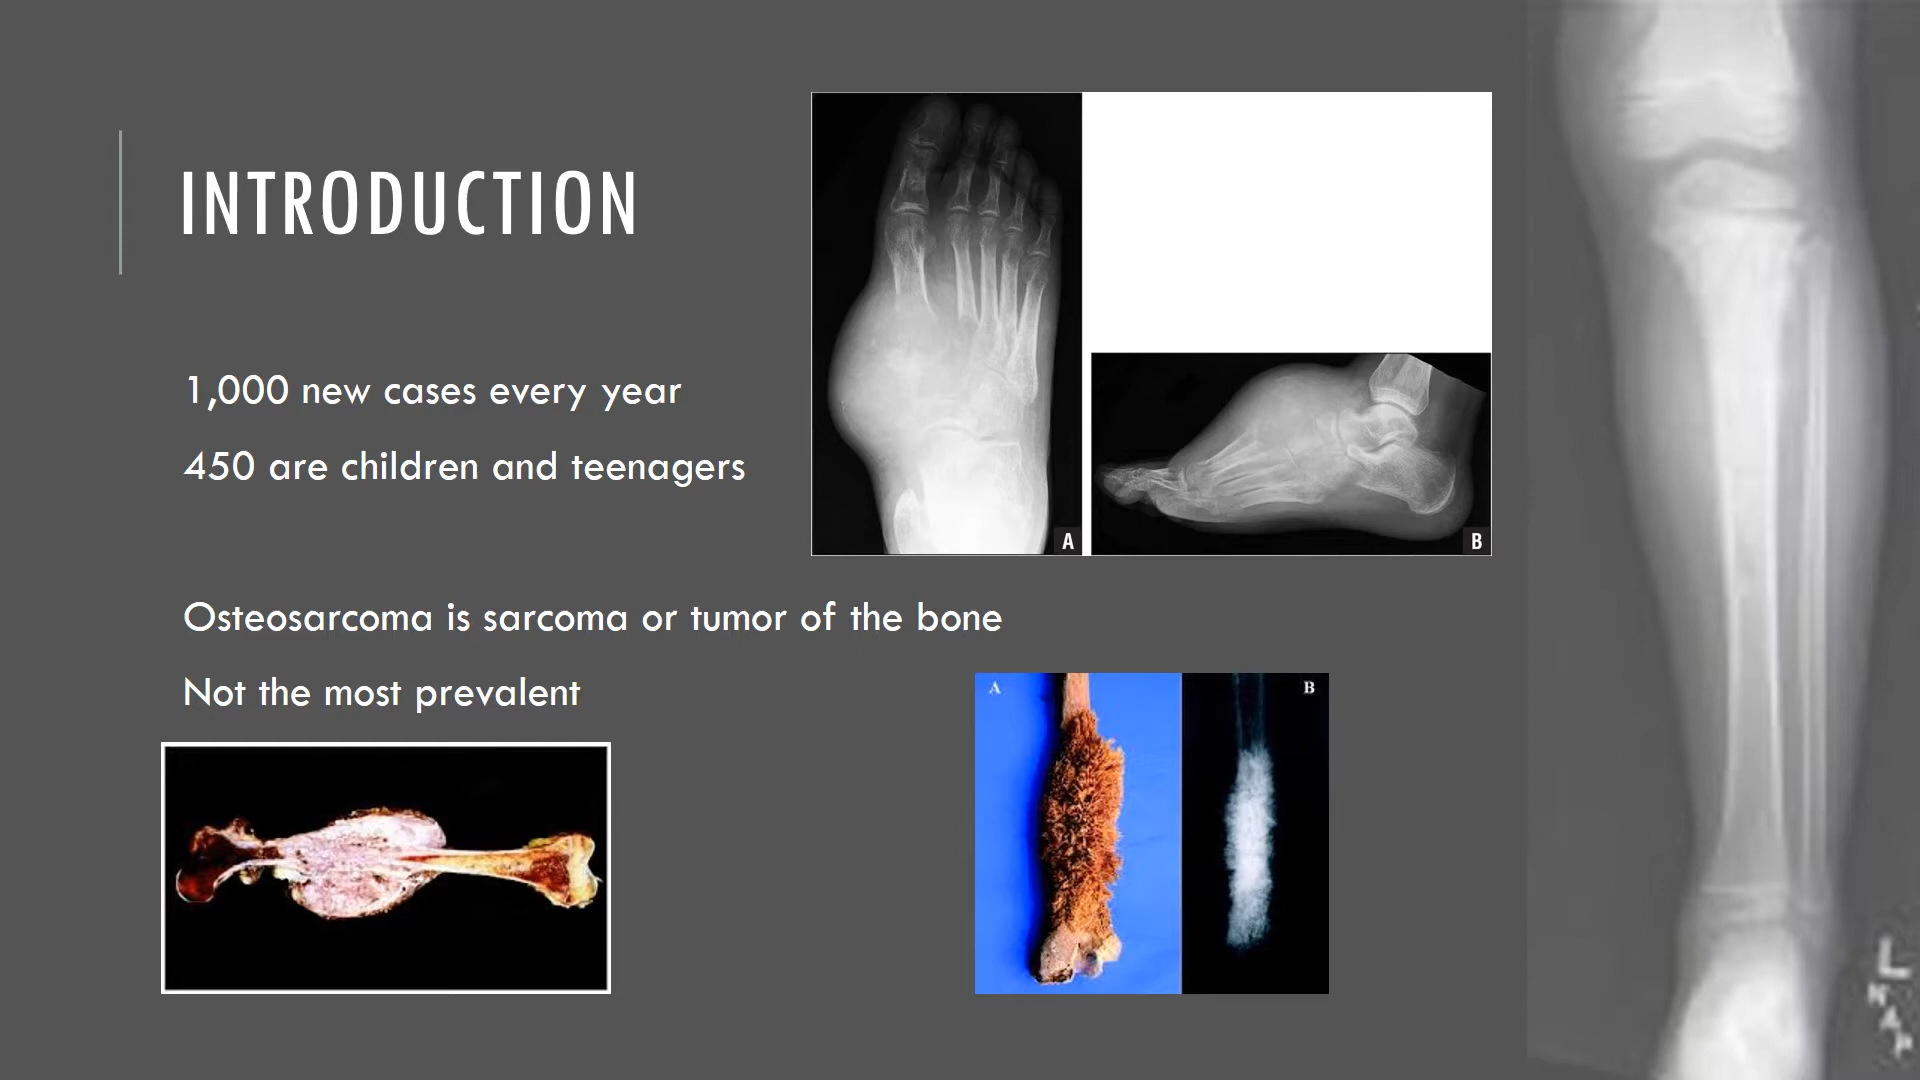 INTRODUCTION
1,000 new cases every year
450 are children and teenagers
Osteosarcoma is sarcoma or tumor of the bone
Not the most prevalent
A
B
A
B
L
N
A
P